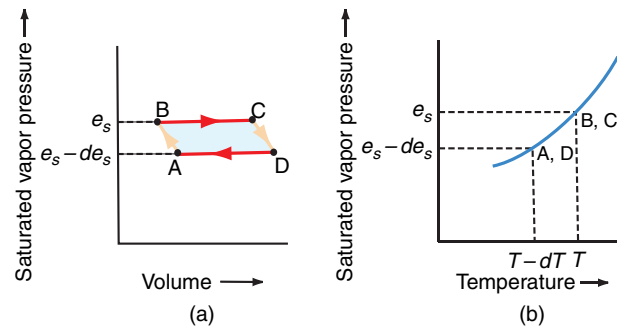 Saturated vapor pressure
B
C
e_s
e_s – de_s
A
D
Volume
(a)
Saturated vapor pressure
e_s
B, C
e_s – de_s
A, D
T – dT T
Temperature
(b)